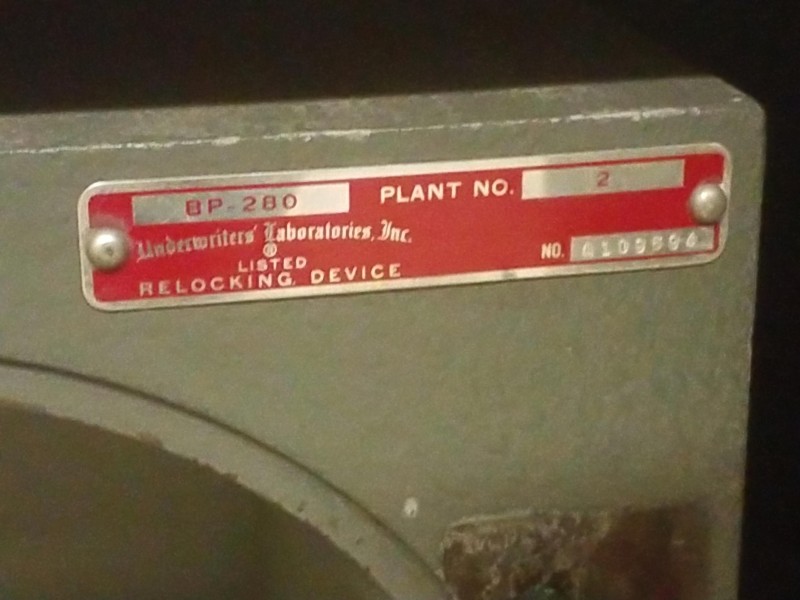 BP-280 PLANT NO. 2
Underwriters' Laboratories, Inc.
®
LISTED
RELOCKING DEVICE
NO.